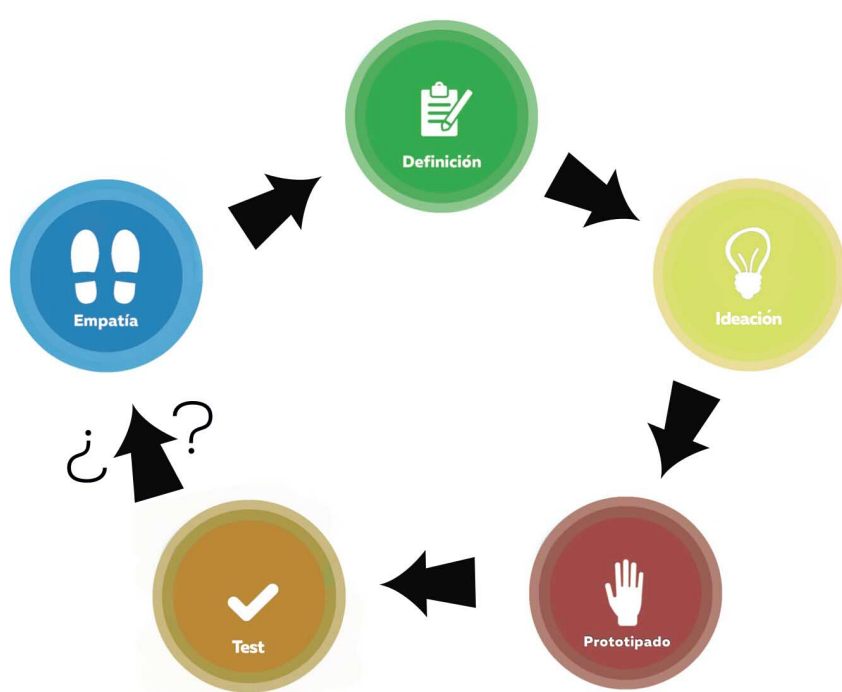 Definición
Empatía
Ideación
¿ ?
Test
Prototipado